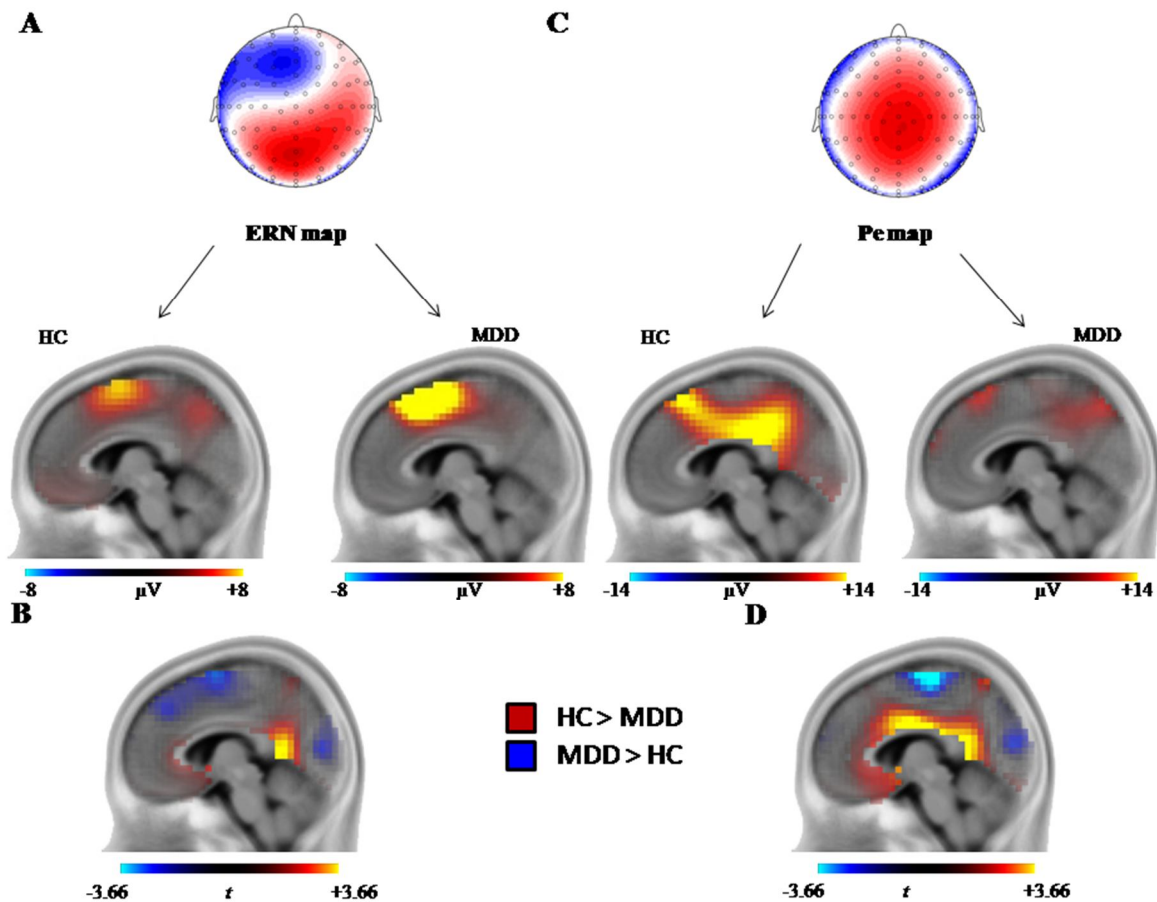 A
C
ERN map
Pe map
HC
MDD
HC
MDD
-8 µV +8
-8 µV +8
-14 µV +14
-14 µV +14
B
D
HC > MDD
MDD > HC
-3.66 t +3.66
-3.66 t +3.66